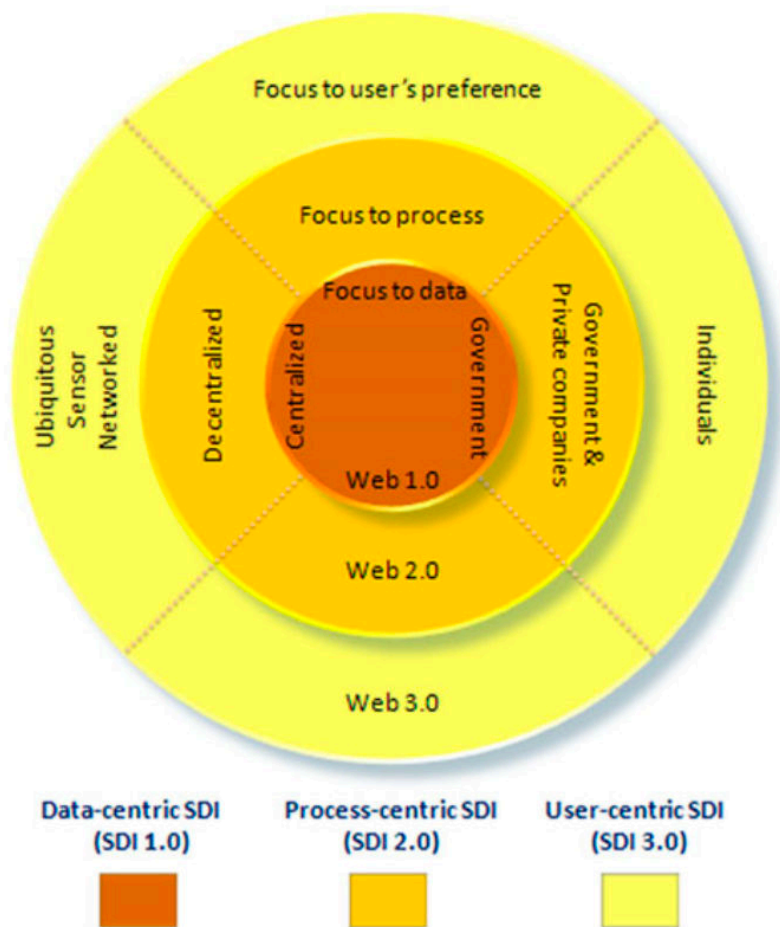 Focus to user´s preference
Focus to process
Focus to data
Ubiquitous
Sensor
Networked
Decentralized
Centralized
Government
Government &
Private companies
Individuals
Web 1.0
Web 2.0
Web 3.0
Data-centric SDI
(SDI 1.0)
Process-centric SDI
(SDI 2.0)
User-centric SDI
(SDI 3.0)